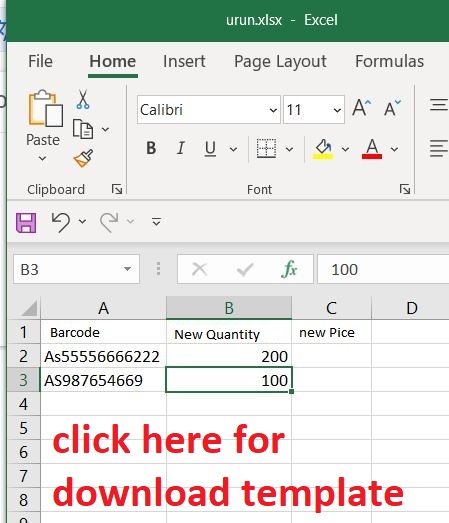 urun.xlsx - Excel
File Home Insert Page Layout Formulas
Paste
Calibri 11 A A
B I U A
Clipboard Font
B3 fx 100
A B C D
1 Barcode New Quantity new Pice
2 As55556666222 200
3 AS987654669 100
4
5
6
7
8
click here for
download template